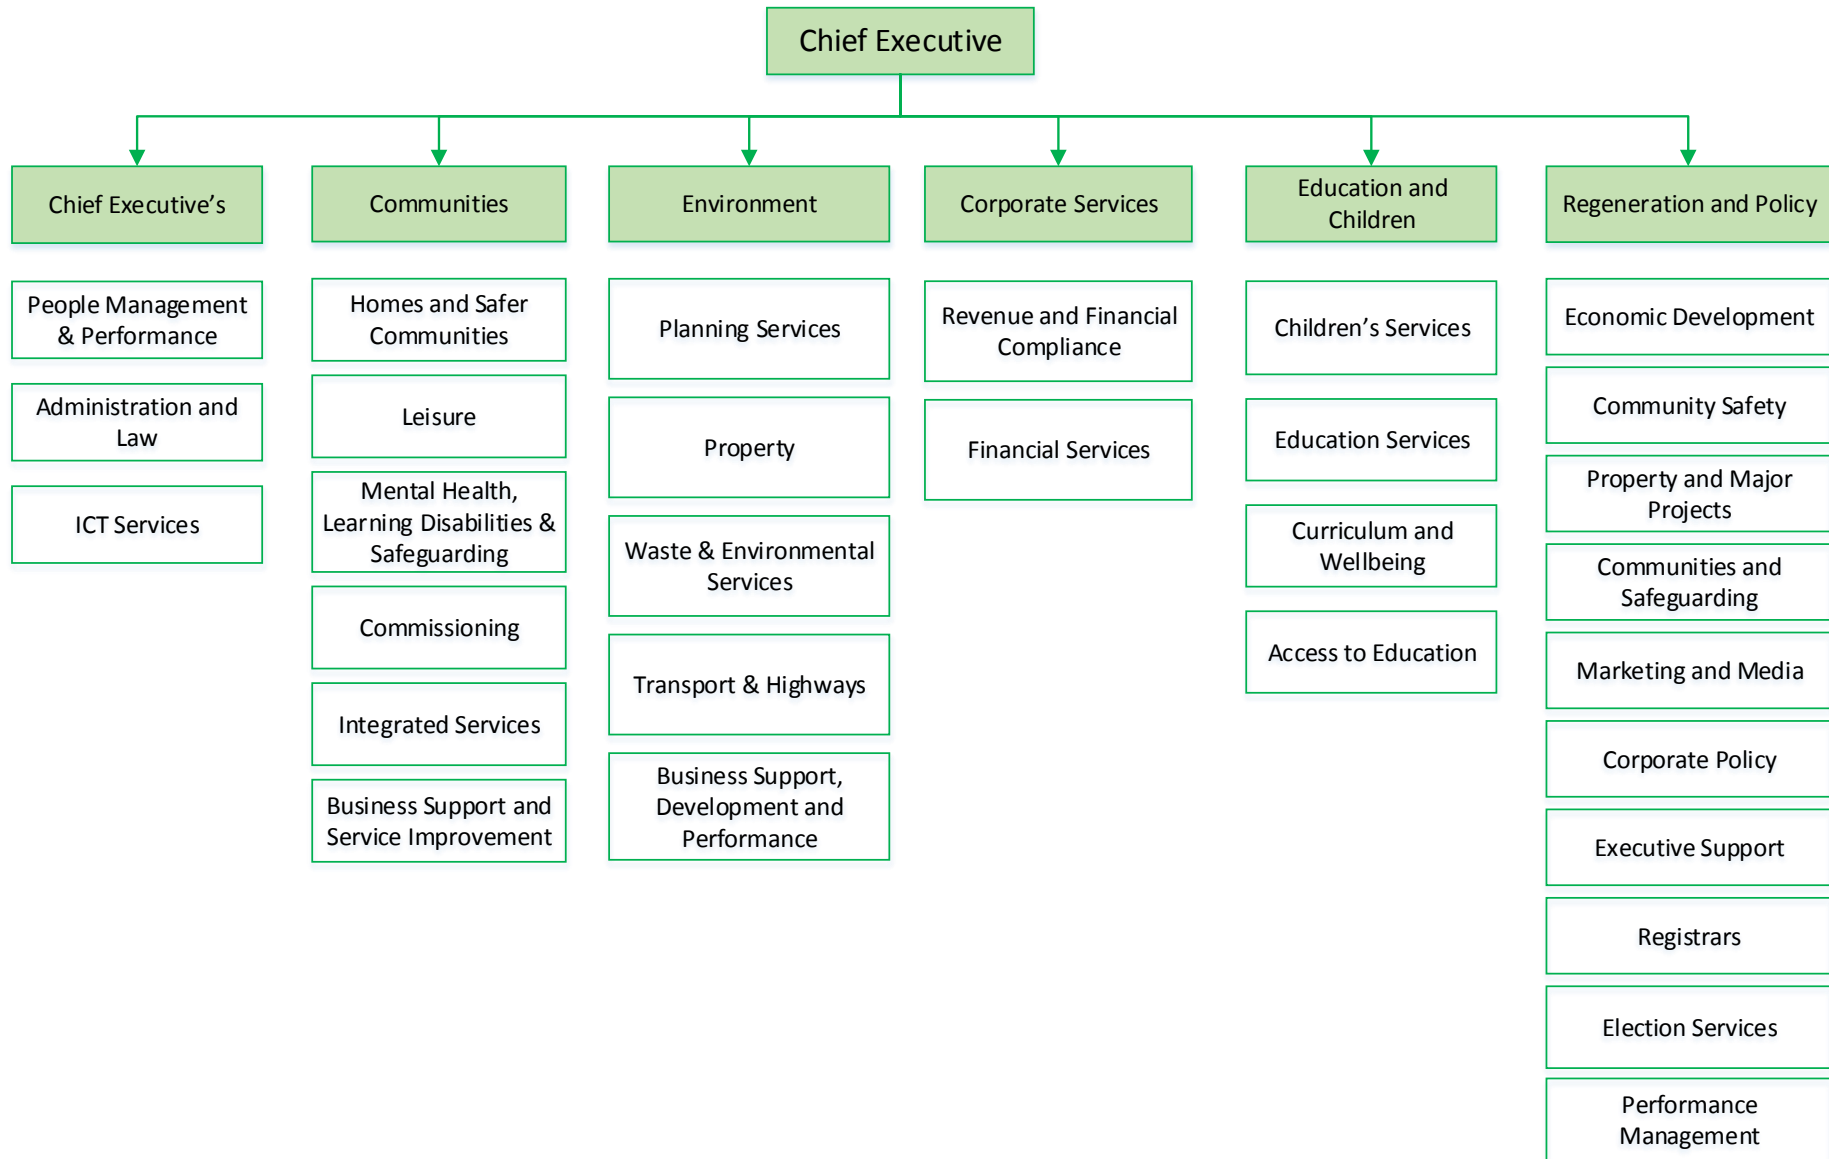 Chief Executive
Chief Executive’s
People Management
& Performance
Administration and
Law
ICT Services
Communities
Homes and Safer
Communities
Leisure
Mental Health,
Learning Disabilities &
Safeguarding
Commissioning
Integrated Services
Business Support and
Service Improvement
Environment
Planning Services
Property
Waste & Environmental
Services
Transport & Highways
Business Support,
Development and
Performance
Corporate Services
Revenue and Financial
Compliance
Financial Services
Education and
Children
Children’s Services
Education Services
Curriculum and
Wellbeing
Access to Education
Regeneration and Policy
Economic Development
Community Safety
Property and Major
Projects
Communities and
Safeguarding
Marketing and Media
Corporate Policy
Executive Support
Registrars
Election Services
Performance
Management